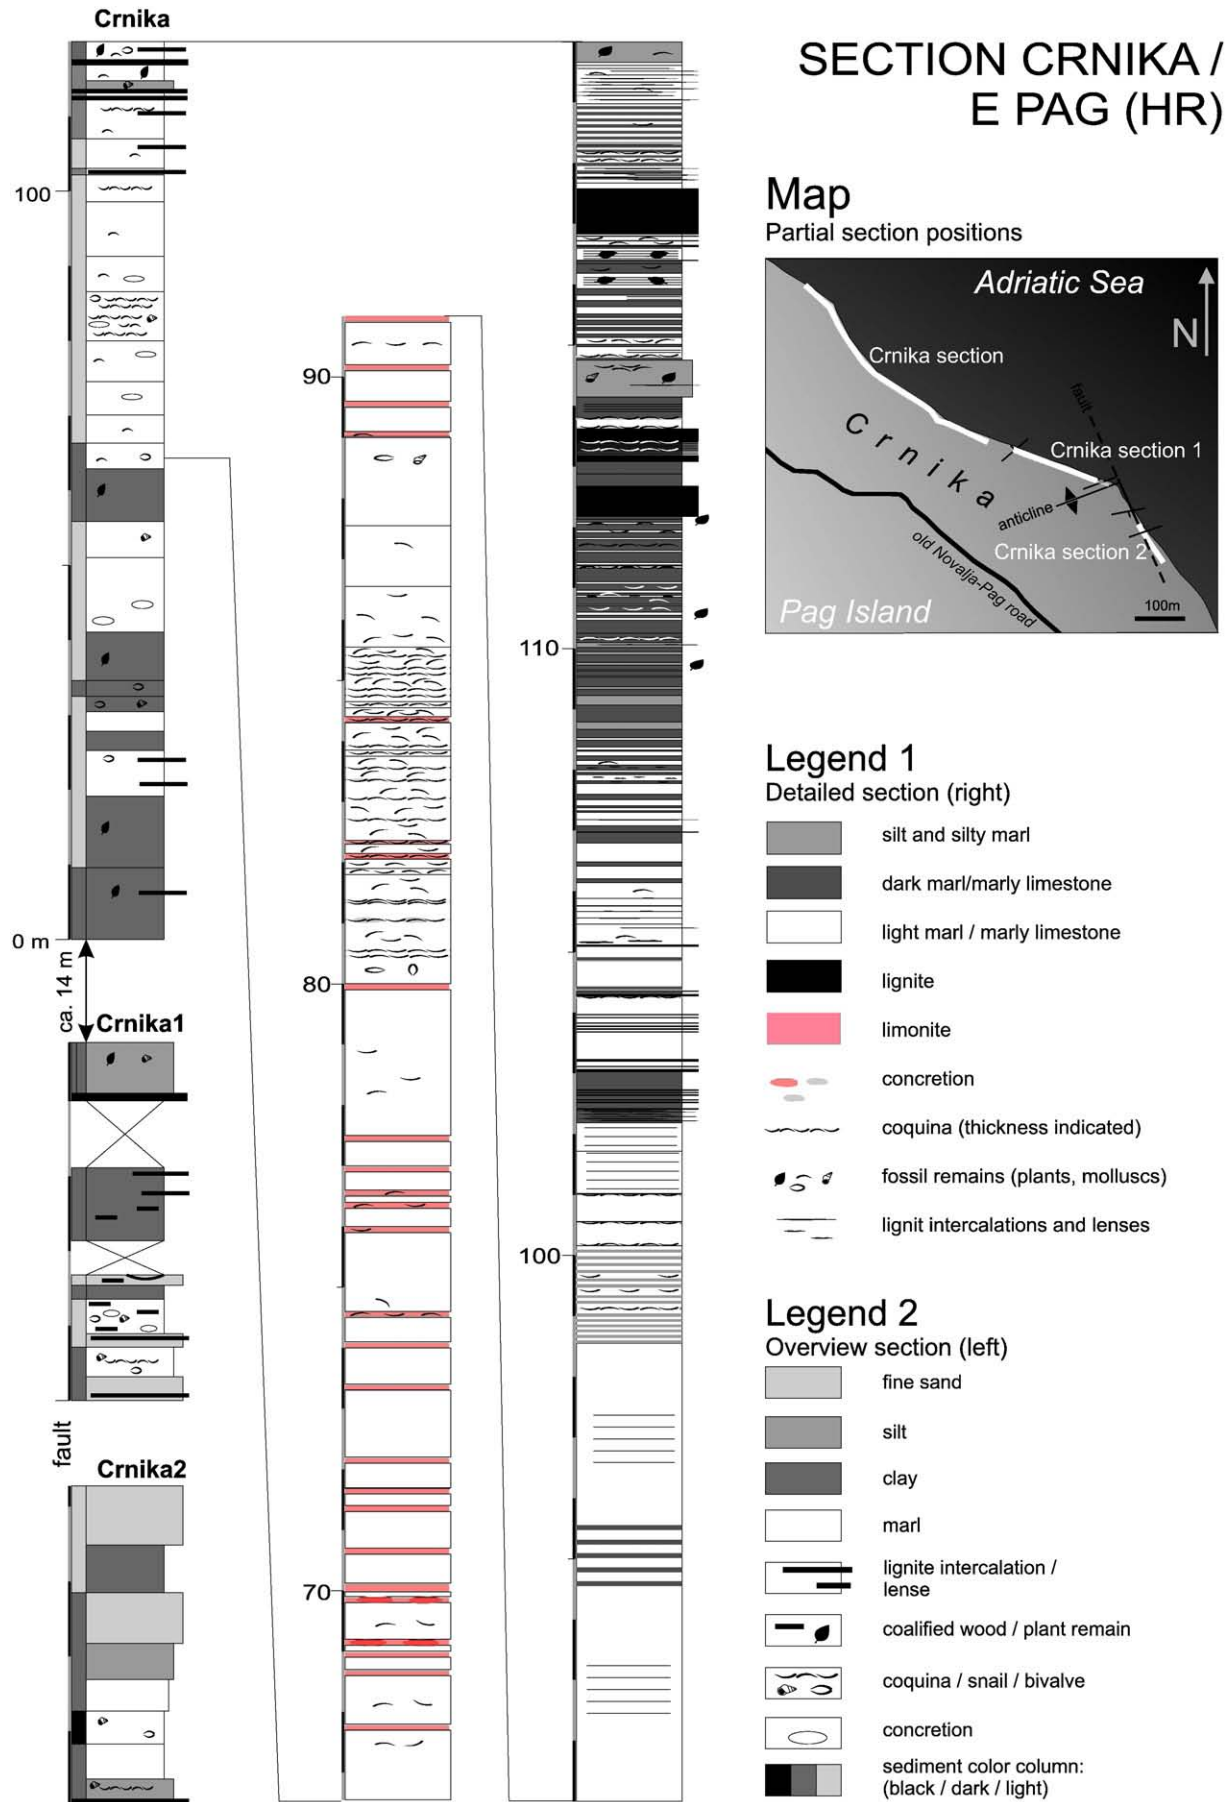 Crnika
SECTION CRNIKA /
E PAG (HR)
Map
Partial section positions
Adriatic Sea
N
Crnika section
fault
Crnika
Crnika section 1
anticline
Crnika section 2
old Novalja-Pag road
Pag Island
100m
100
0 m
ca. 14 m
Crnika1
fault
Crnika2
90
80
70
110
100
Legend 1
Detailed section (right)
silt and silty marl
dark marl/marly limestone
light marl / marly limestone
lignite
limonite
concretion
coquina (thickness indicated)
fossil remains (plants, molluscs)
lignit intercalations and lenses
Legend 2
Overview section (left)
fine sand
silt
clay
marl
lignite intercalation /
lense
coalified wood / plant remain
coquina / snail / bivalve
concretion
sediment color column:
(black / dark / light)